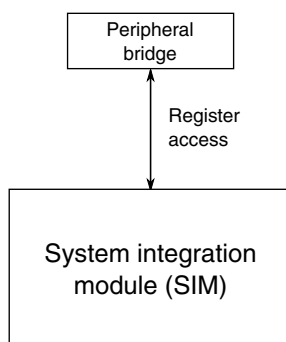 Peripheral
bridge
Register
access
System integration
module (SIM)